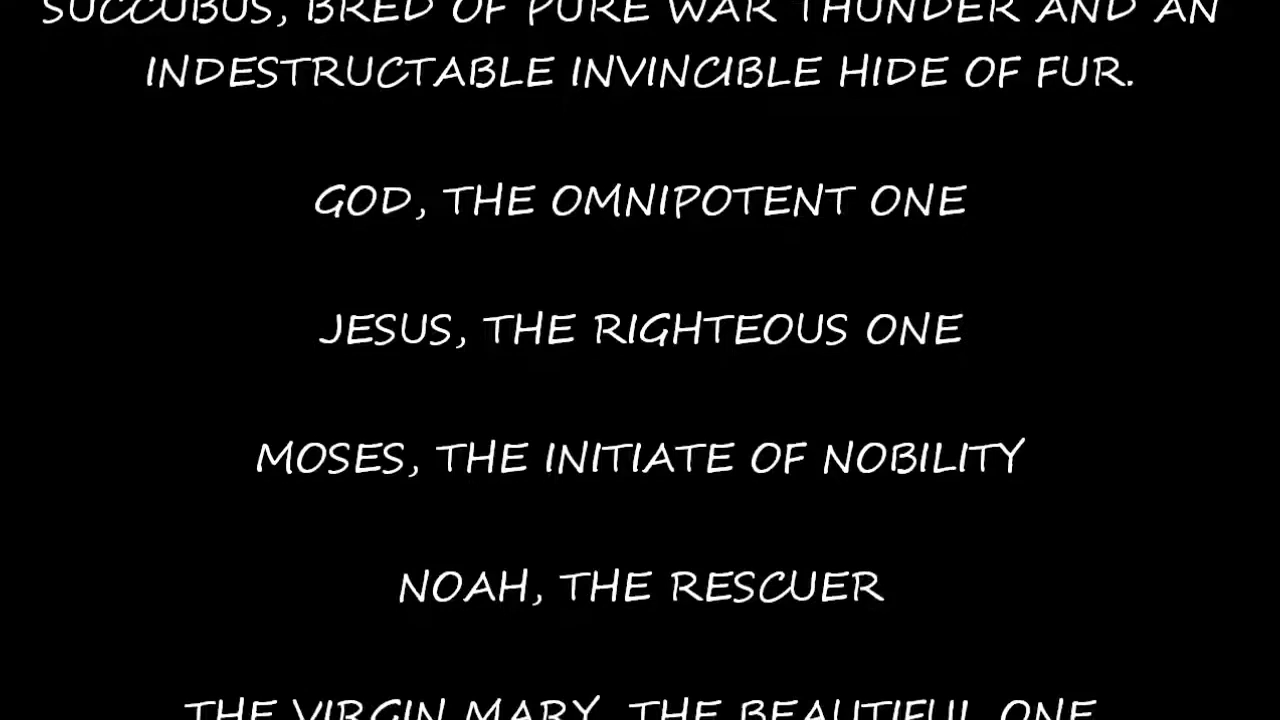 SUCCUBUS, BRED OF PURE WAR THUNDER AND AN
INDESTRUCTABLE INVINCIBLE HIDE OF FUR.
GOD, THE OMNIPOTENT ONE
JESUS, THE RIGHTEOUS ONE
MOSES, THE INITIATE OF NOBILITY
NOAH, THE RESCUER
THE VIRGIN MARY, THE BEAUTIFUL ONE